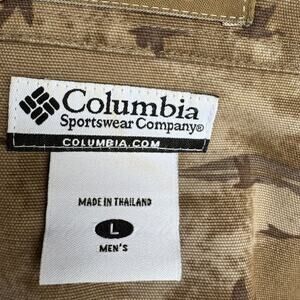 Columbia
Sportswear Company®
COLUMBIA.COM
MADE IN THAILAND
L
MEN'S